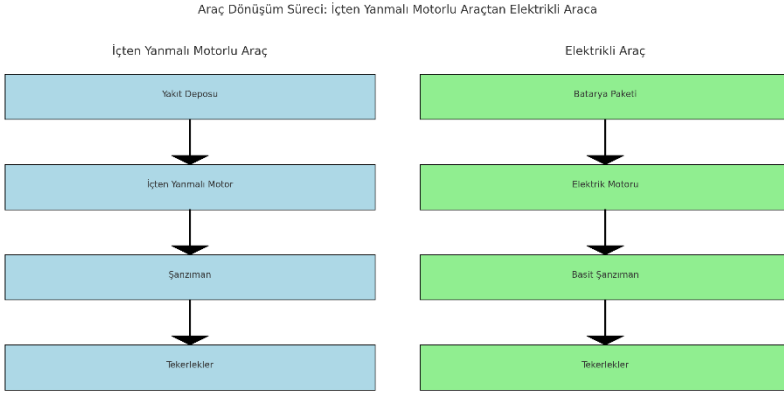 Araç Dönüşüm Süreci: İçten Yanmalı Motorlu Araçtan Elektrikli Araca
İçten Yanmalı Motorlu Araç
Yakıt Deposu
İçten Yanmalı Motor
Şanzıman
Tekerlekler
Elektrikli Araç
Batarya Paketi
Elektrik Motoru
Basit Şanzıman
Tekerlekler